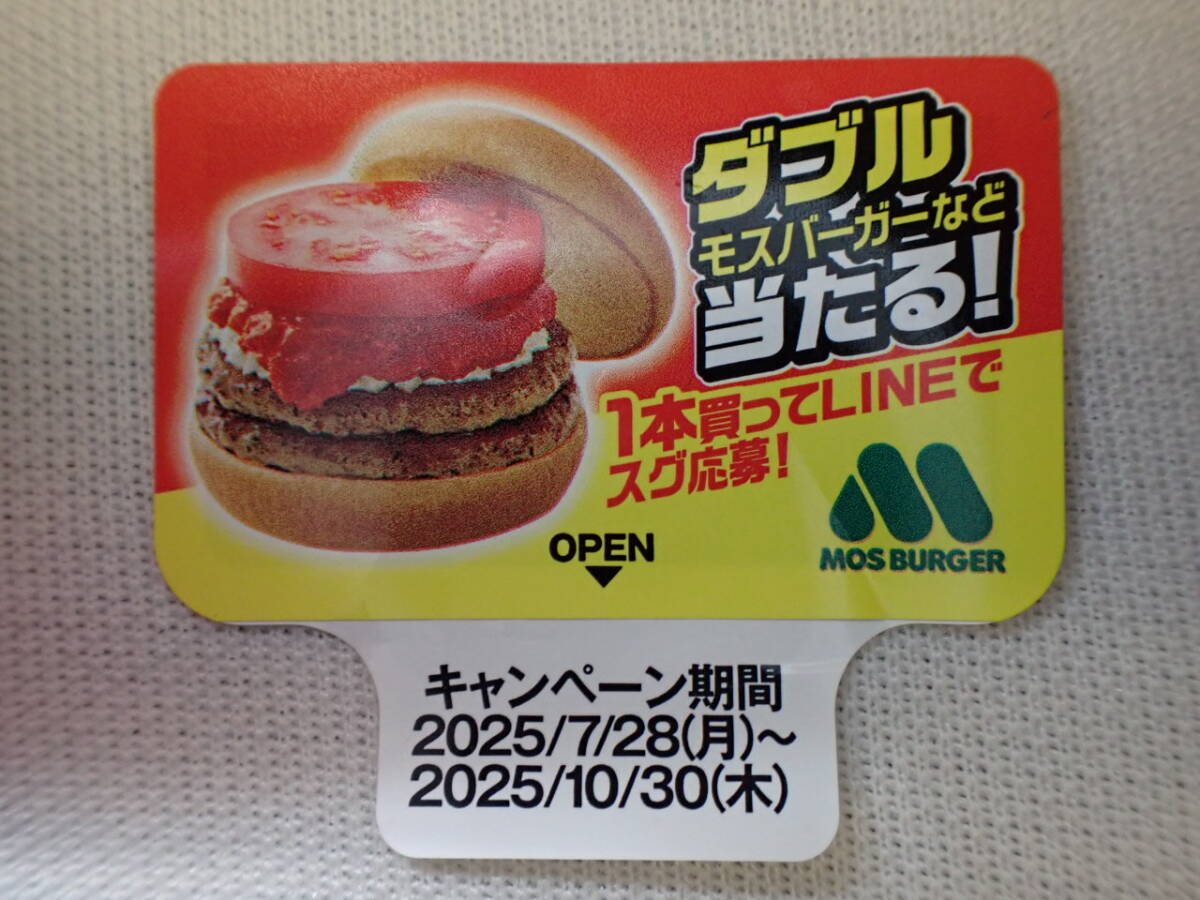 ダブル
モスバーガーなど
当たる!
1本買ってLINEで
スグ応募!
OPEN
MOS BURGER
キャンペーン期間
2025/7/28(月)~
2025/10/30(木)